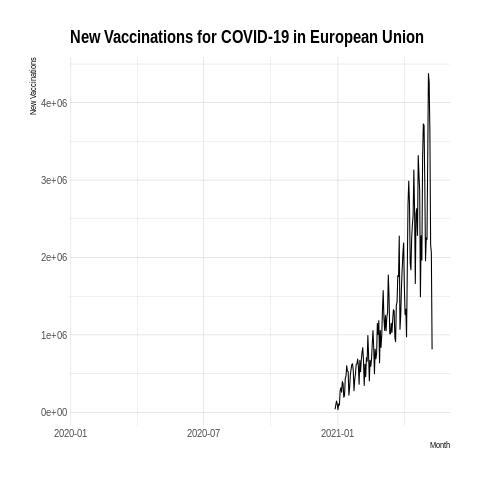 New Vaccinations for COVID-19 in European Union
New Vaccinations
4e+06
3e+06
2e+06
1e+06
0e+00
2020-01 2020-07 2021-01
Month